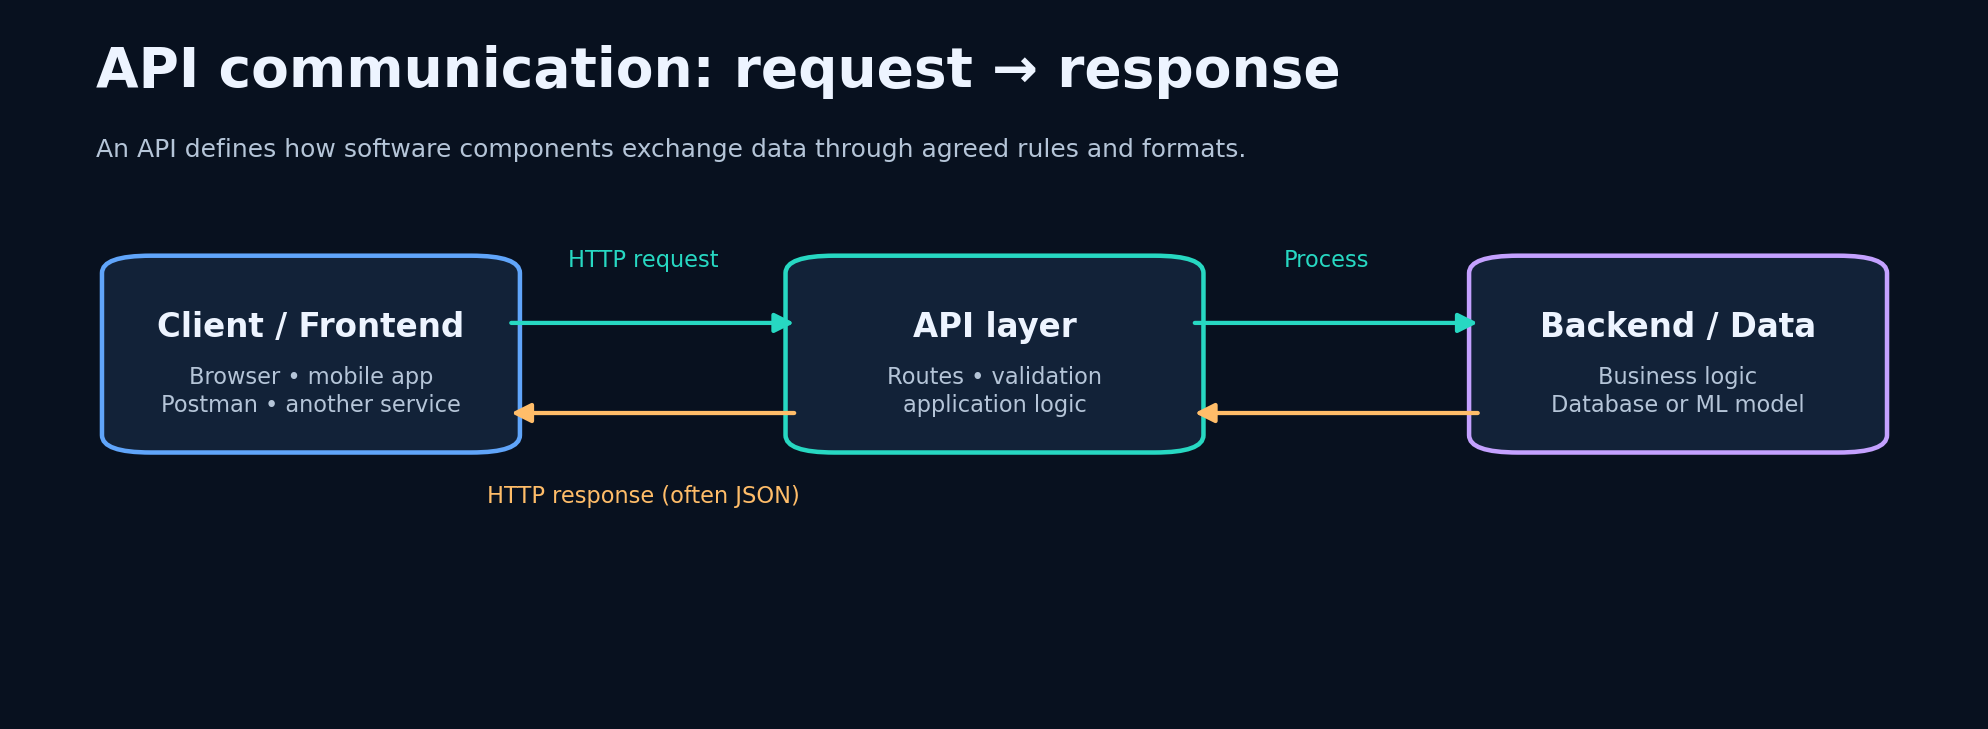 API communication: request → response
An API defines how software components exchange data through agreed rules and formats.
HTTP request
Process
Client / Frontend
Browser • mobile app
Postman • another service
API layer
Routes • validation
application logic
Backend / Data
Business logic
Database or ML model
HTTP response (often JSON)